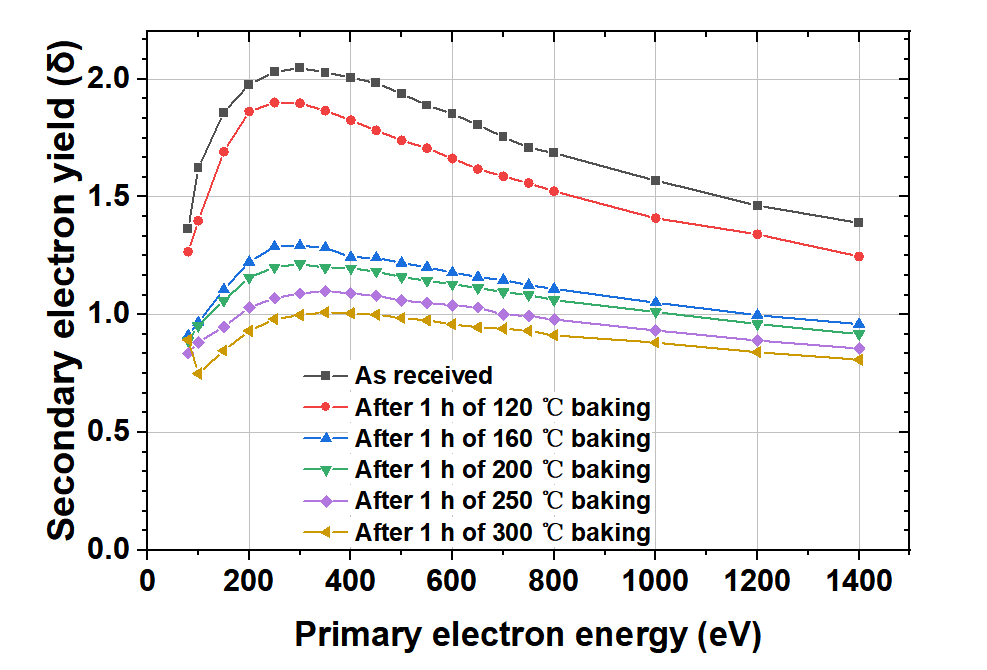 Secondary electron yield (δ)
2.0
1.5
1.0
0.5
0.0
As received
After 1 h of 120 ℃ baking
After 1 h of 160 ℃ baking
After 1 h of 200 ℃ baking
After 1 h of 250 ℃ baking
After 1 h of 300 ℃ baking
0 200 400 600 800 1000 1200 1400
Primary electron energy (eV)